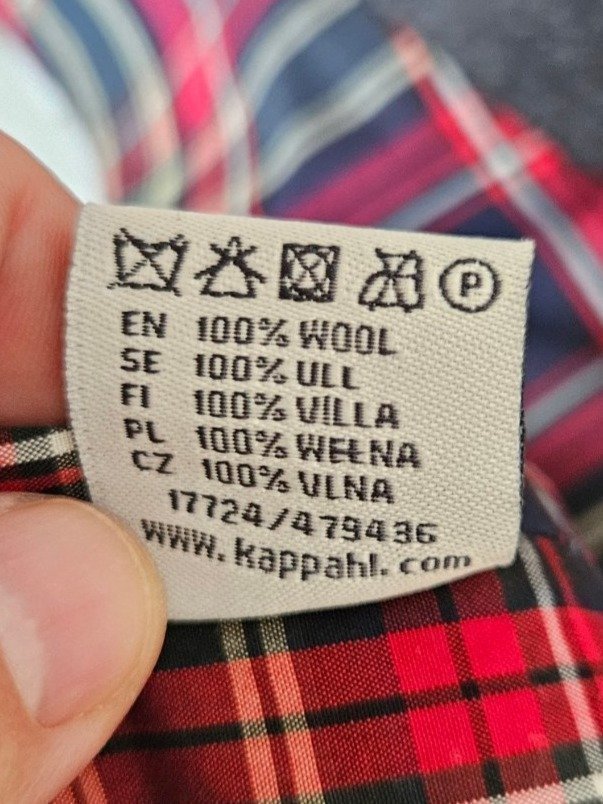 P
EN 100% WOOL
SE 100% ULL
FI 100% VILLA
PL 100% WEŁNA
CZ 100% VLNA
17724/479436
www.kappahl.com